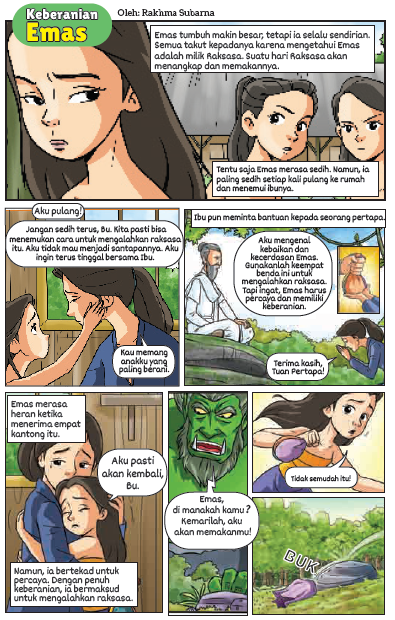 Keberanian
Emas
Oleh: Rakhma Subarna
Emas tumbuh makin besar, tetapi ia selalu sendirian.
Semua takut kepadanya karena mengetahui Emas
adalah milik Raksasa. Suatu hari Raksasa akan
menangkap dan memakannya.
Tentu saja Emas merasa sedih. Namun, ia
paling sedih setiap kali pulang ke rumah
dan menemui ibunya.
Aku pulang!
Jangan sedih terus, Bu. Kita pasti bisa
menemukan cara untuk mengalahkan raksasa
itu. Aku tidak mau menjadi santapannya. Aku
ingin terus tinggal bersama Ibu.
Kau memang
anakku yang
paling berani.
Ibu pun meminta bantuan kepada seorang pertapa.
Aku mengenal
kebaikan dan
kecerdasan Emas.
Gunakanlah keempat
benda ini untuk
mengalahkan raksasa.
Tapi ingat, Emas harus
percaya dan memiliki
keberanian.
Terima kasih,
Tuan Pertapa!
Emas merasa
heran ketika
menerima empat
kantong itu.
Aku pasti
akan kembali,
Bu.
Namun, ia bertekad untuk
percaya. Dengan penuh
keberanian, ia bermaksud
untuk mengalahkan raksasa.
Emas,
di manakah kamu?
Kemarilah, aku
akan memakanmu!
Tidak semudah itu!
BUK